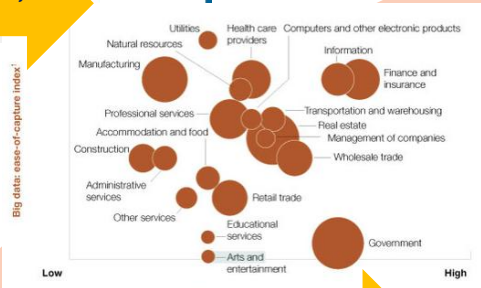 Utilities
Health care
providers
Computers and other electronic products
Natural resources
Information
Manufacturing
Finance and
insurance
Professional services
Transportation and warehousing
Real estate
Accommodation and food
Management of companies
Construction
Wholesale trade
Administrative
services
Retail trade
Other services
Educational
services
Government
Arts and
entertainment
Big data: ease-of-capture index¹
Low
High